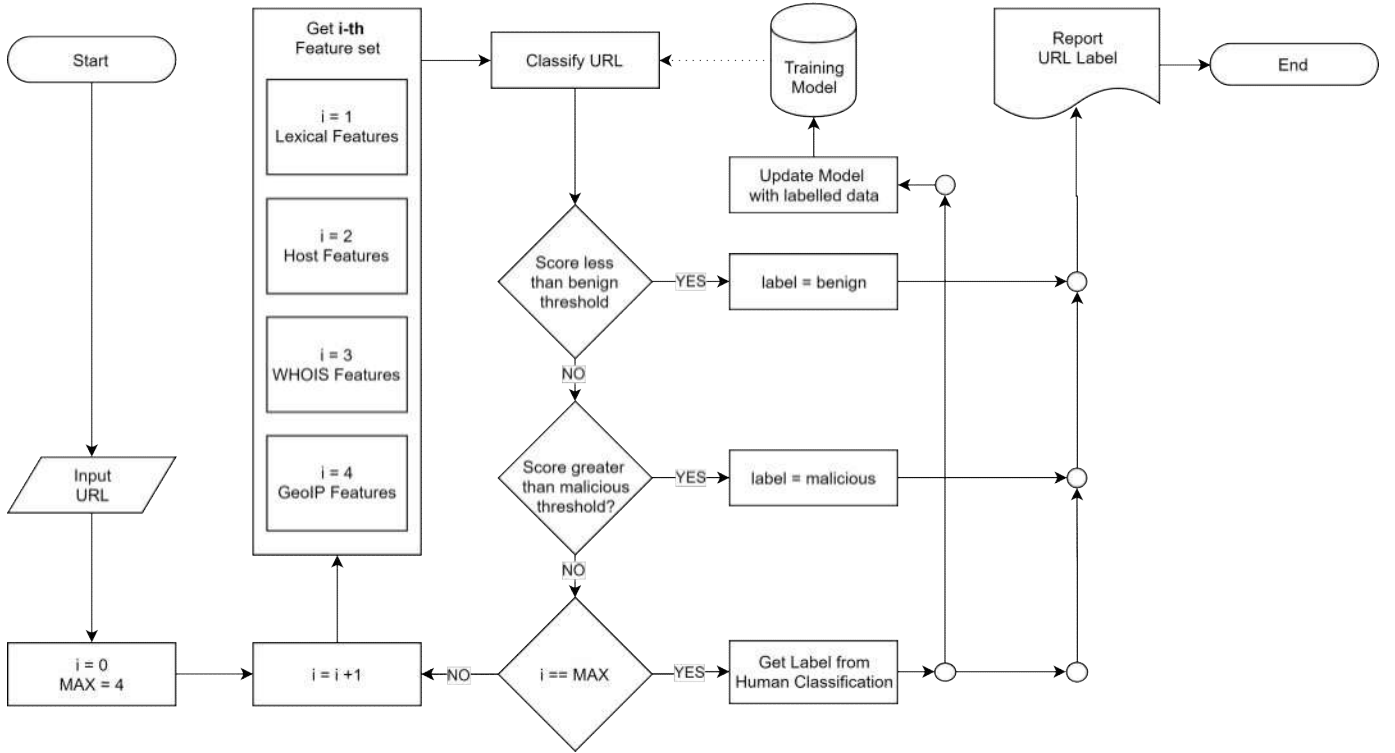 Start
Input
URL
i = 0
MAX = 4
i = i +1
Get i-th
Feature set
i = 1
Lexical Features
i = 2
Host Features
i = 3
WHOIS Features
i = 4
GeoIP Features
Classify URL
Training
Model
Update Model
with labelled data
Score less
than benign
threshold
YES
label = benign
NO
Score greater
than malicious
threshold?
YES
label = malicious
NO
i == MAX
NO
YES
Get Label from
Human Classification
Report
URL Label
End